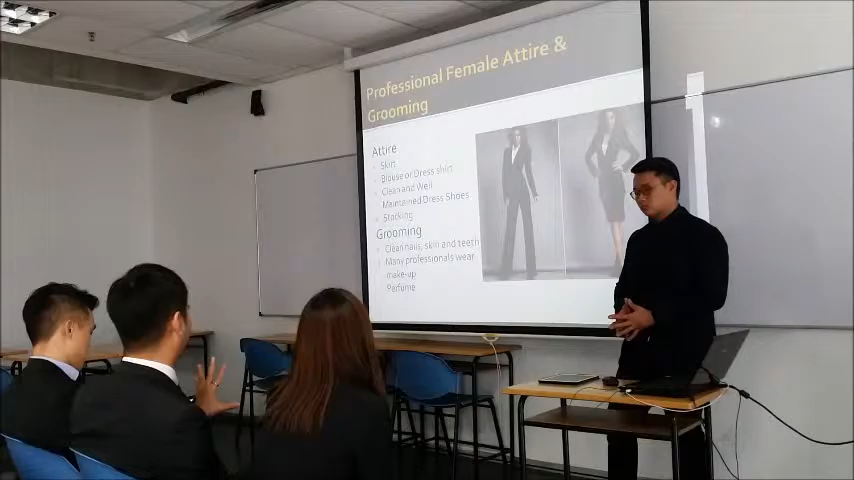 Professional Female Attire &
Grooming
Attire
Skirt
Blouse or Dress shirt
Clean and Well
Maintained Dress Shoes
Stocking
Grooming
Clean nails, skin and teeth
Many professionals wear
make-up
Perfume